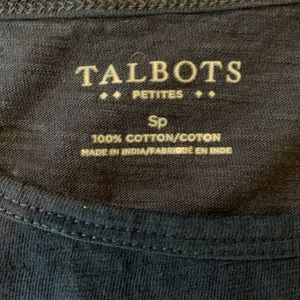 TALBOTS
PETITES
Sp
100% COTTON/COTON
MADE IN INDIA/FABRIQUÉ EN INDE